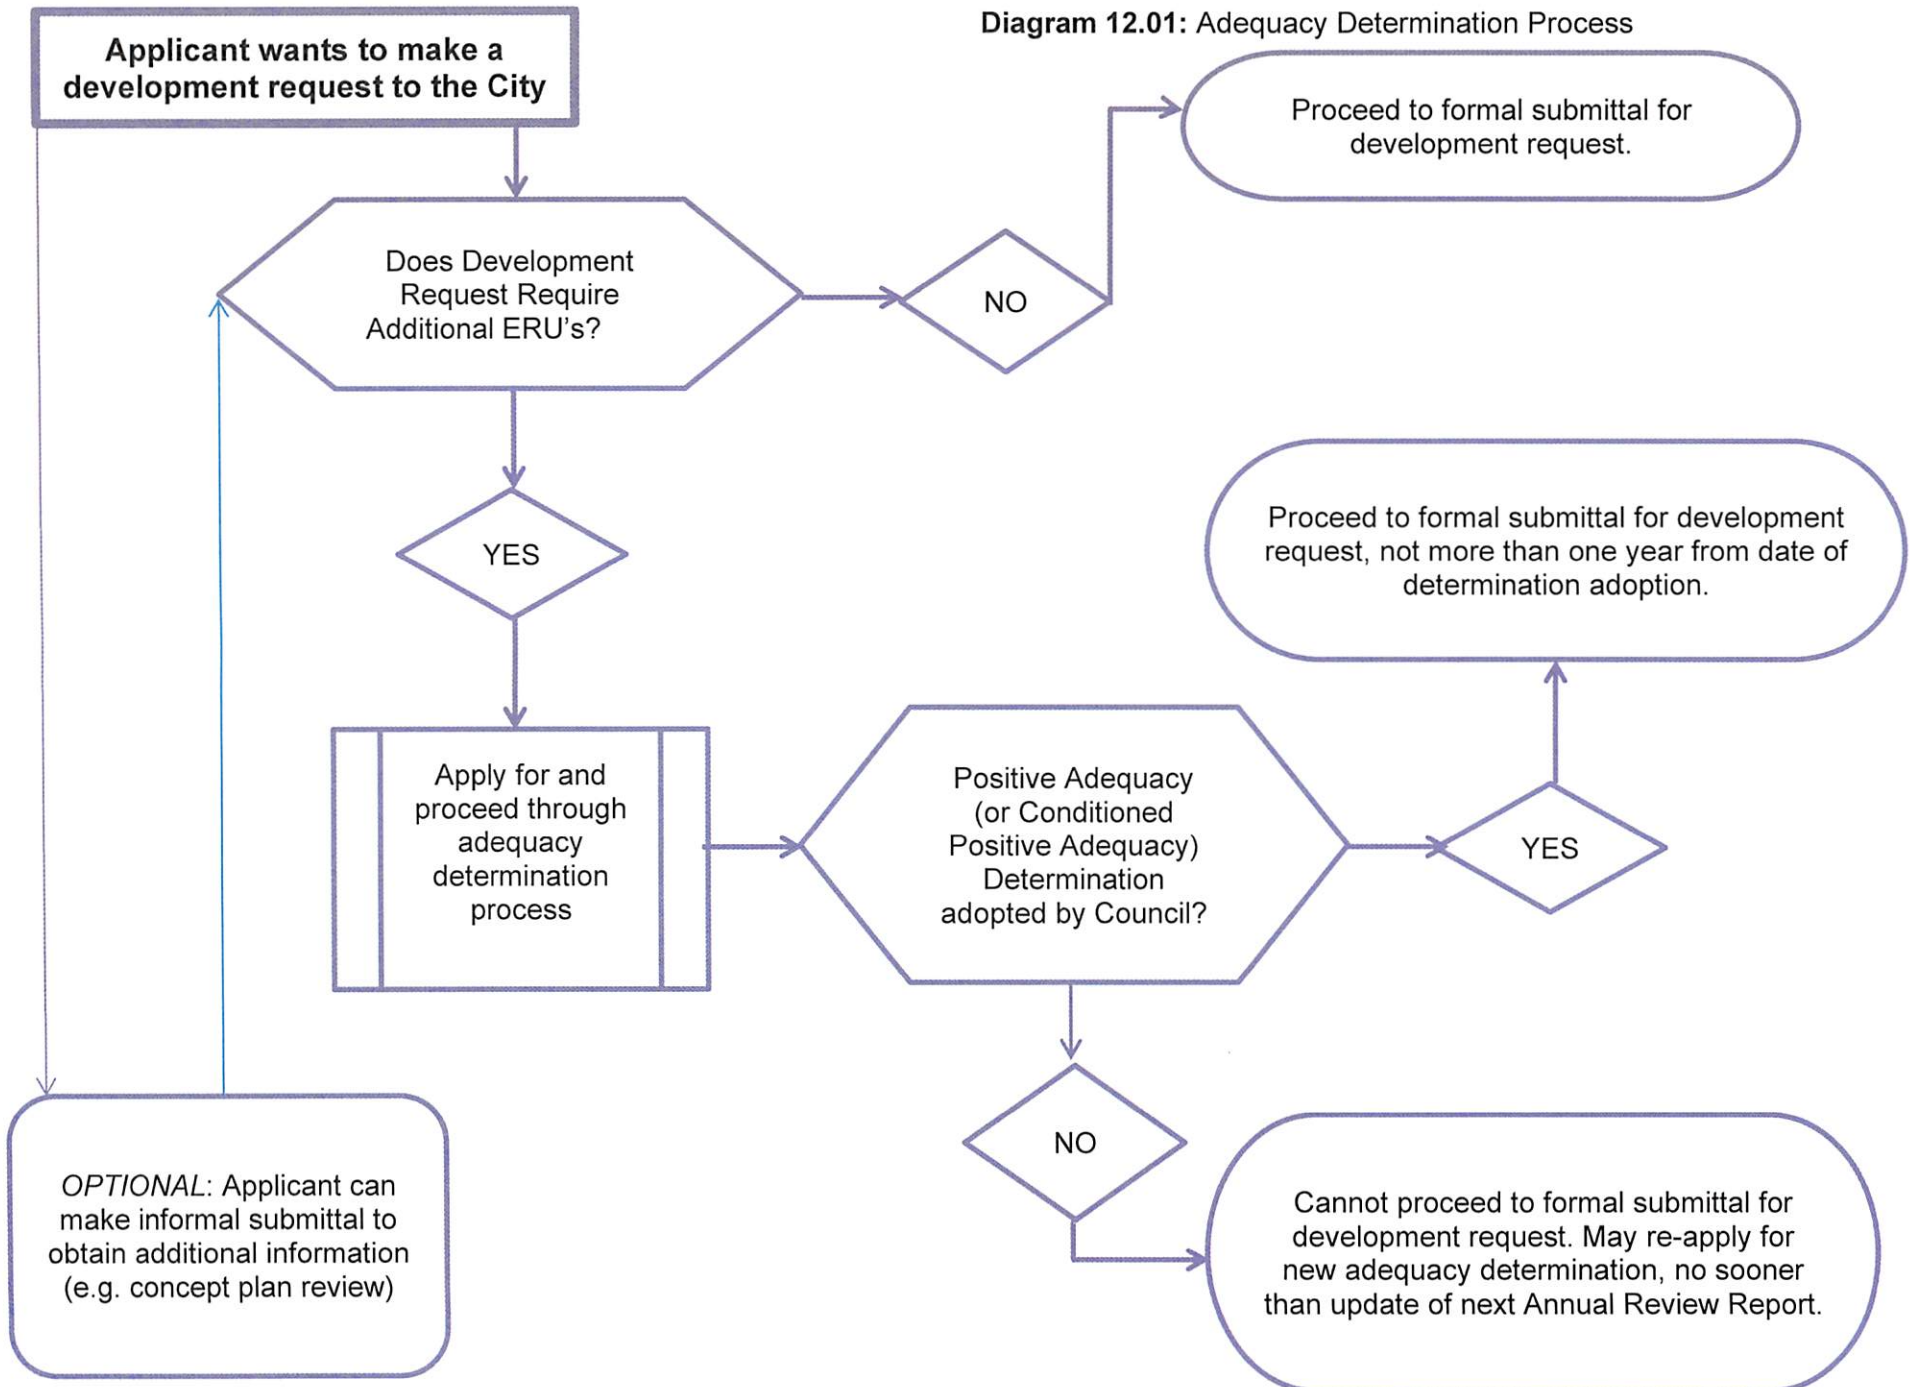 Diagram 12.01: Adequacy Determination Process
Applicant wants to make a
development request to the City
Proceed to formal submittal for
development request.
Does Development
Request Require
Additional ERU's?
NO
YES
Proceed to formal submittal for development
request, not more than one year from date of
determination adoption.
Apply for and
proceed through
adequacy
determination
process
Positive Adequacy
(or Conditioned
Positive Adequacy)
Determination
adopted by Council?
YES
NO
OPTIONAL: Applicant can
make informal submittal to
obtain additional information
(e.g. concept plan review)
Cannot proceed to formal submittal for
development request. May re-apply for
new adequacy determination, no sooner
than update of next Annual Review Report.